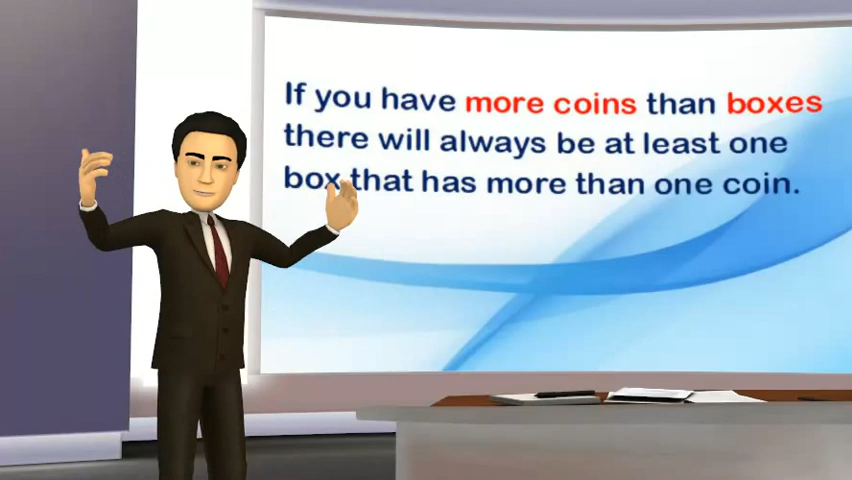 If you have more coins than boxes
there will always be at least one
box that has more than one coin.